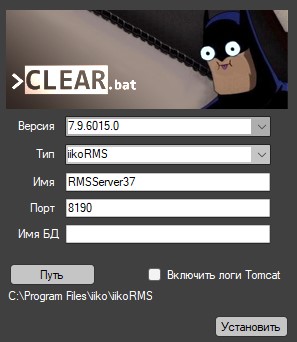 >CLEAR.bat
Версия 7.9.6015.0
Тип iikoRMS
Имя RMSServer37
Порт 8190
Имя БД
Путь Включить логи Tomcat
C:\Program Files\iiko\iikoRMS
Установить